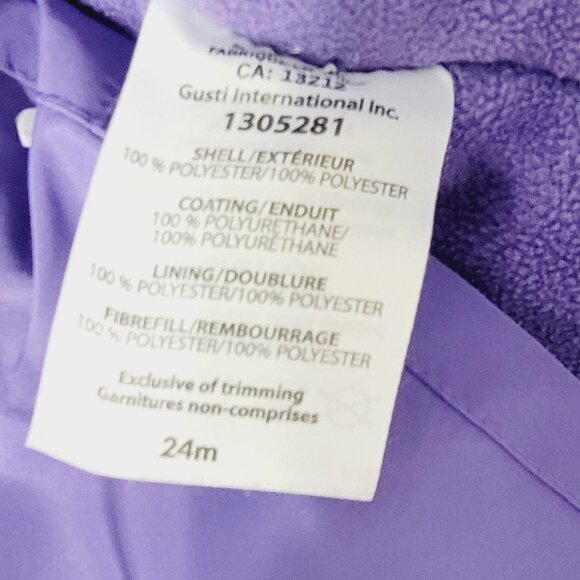 CA: 13212
Gusti International Inc.
1305281
SHELL/EXTÉRIEUR
100 % POLYESTER/100% POLYESTER
COATING/ENDUIT
100 % POLYURETHANE/
100% POLYURÉTHANE
LINING/DOUBLURE
100 % POLYESTER/100% POLYESTER
FIBREFILL/REMBOURRAGE
100 % POLYESTER/100% POLYESTER
Exclusive of trimming
Garnitures non-comprises
24m